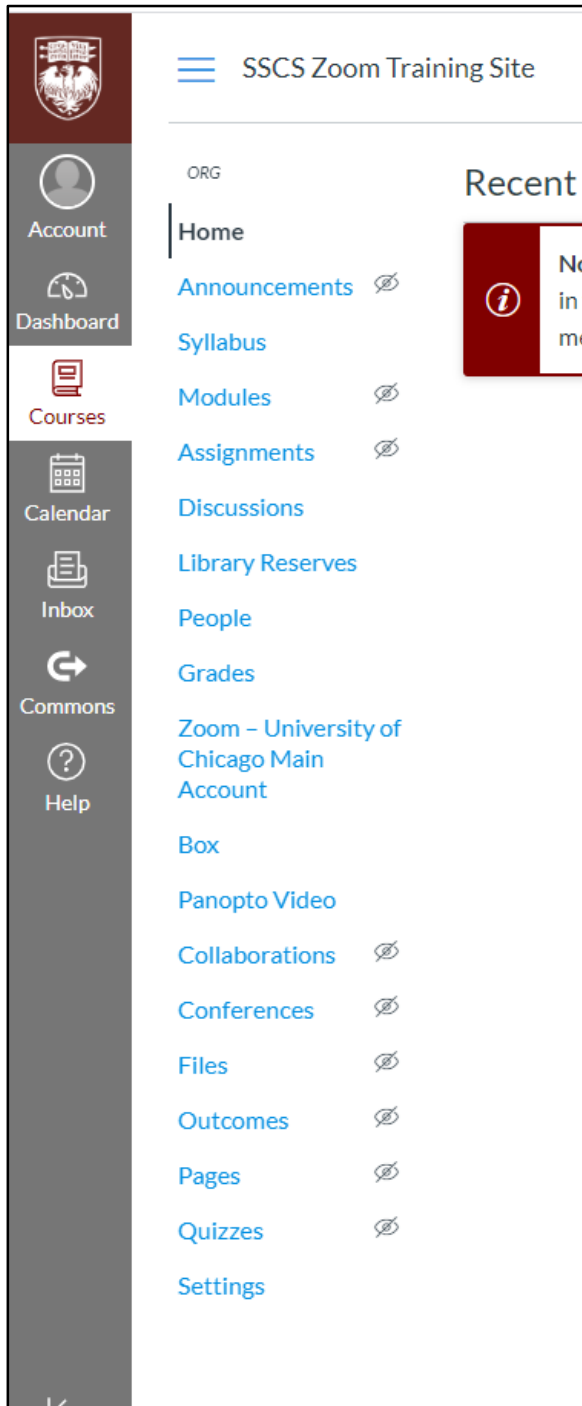 SSCS Zoom Training Site
Account
Dashboard
Courses
Calendar
Inbox
Commons
Help
ORG
Home
Announcements
Syllabus
Modules
Assignments
Discussions
Library Reserves
People
Grades
Zoom – University of
Chicago Main
Account
Box
Panopto Video
Collaborations
Conferences
Files
Outcomes
Pages
Quizzes
Settings
Recent
in